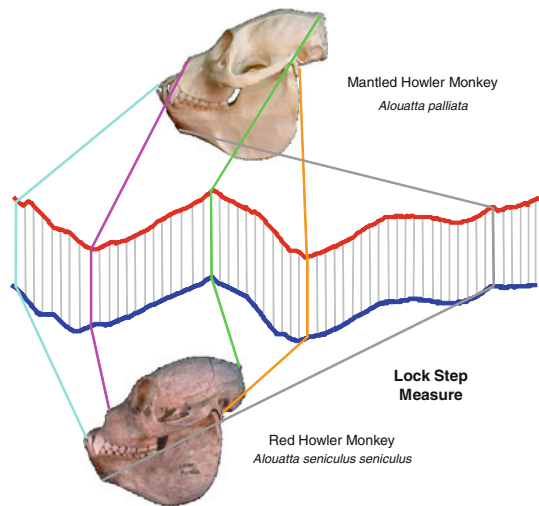 Mantled Howler Monkey
Alouatta palliata
Lock Step
Measure
Red Howler Monkey
Alouatta seniculus seniculus